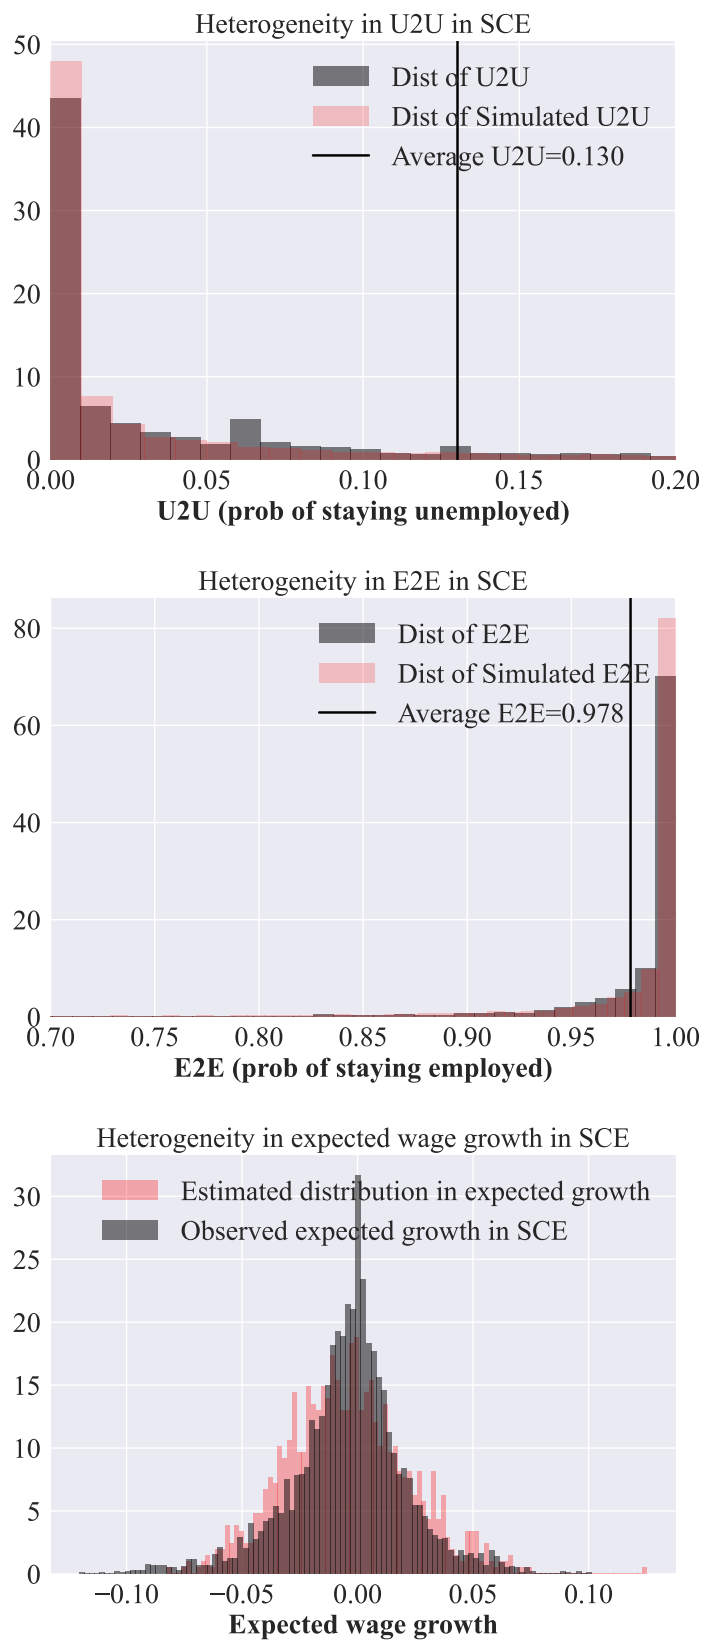 Heterogeneity in U2U in SCE
50
40
30
20
10
0
Dist of U2U
Dist of Simulated U2U
Average U2U=0.130
0.00 0.05 0.10 0.15 0.20
U2U (prob of staying unemployed)
Heterogeneity in E2E in SCE
80
60
40
20
0
Dist of E2E
Dist of Simulated E2E
Average E2E=0.978
0.70 0.75 0.80 0.85 0.90 0.95 1.00
E2E (prob of staying employed)
Heterogeneity in expected wage growth in SCE
30
25
20
15
10
5
0
Estimated distribution in expected growth
Observed expected growth in SCE
−0.10 −0.05 0.00 0.05 0.10
Expected wage growth